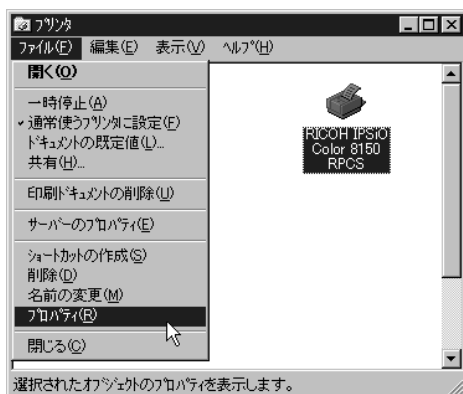 プリンタ
ファイル(F) 編集(E) 表示(V) ヘルプ(H)
開く(O)
一時停止(A)
通常使うプリンタに設定(F)
ドキュメントの既定値(L)...
共有(H)...
印刷ドキュメントの削除(U)
サーバーのプロパティ(E)
ショートカットの作成(S)
削除(D)
名前の変更(M)
プロパティ(R)
閉じる(C)
RICOH IPSiO
Color 8150
RPCS
選択されたオブジェクトのプロパティを表示します。